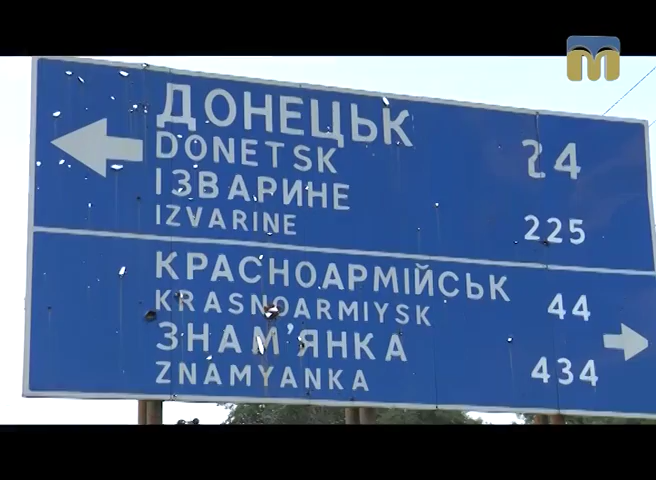 ДОНЕЦЬК 24
DONETSK
ІЗВАРИНЕ
IZVARINE 225
КРАСНОАРМІЙСЬК
KRASNOARMIYSK 44
ЗНАМ'ЯНКА
ZNAMYANKA 434